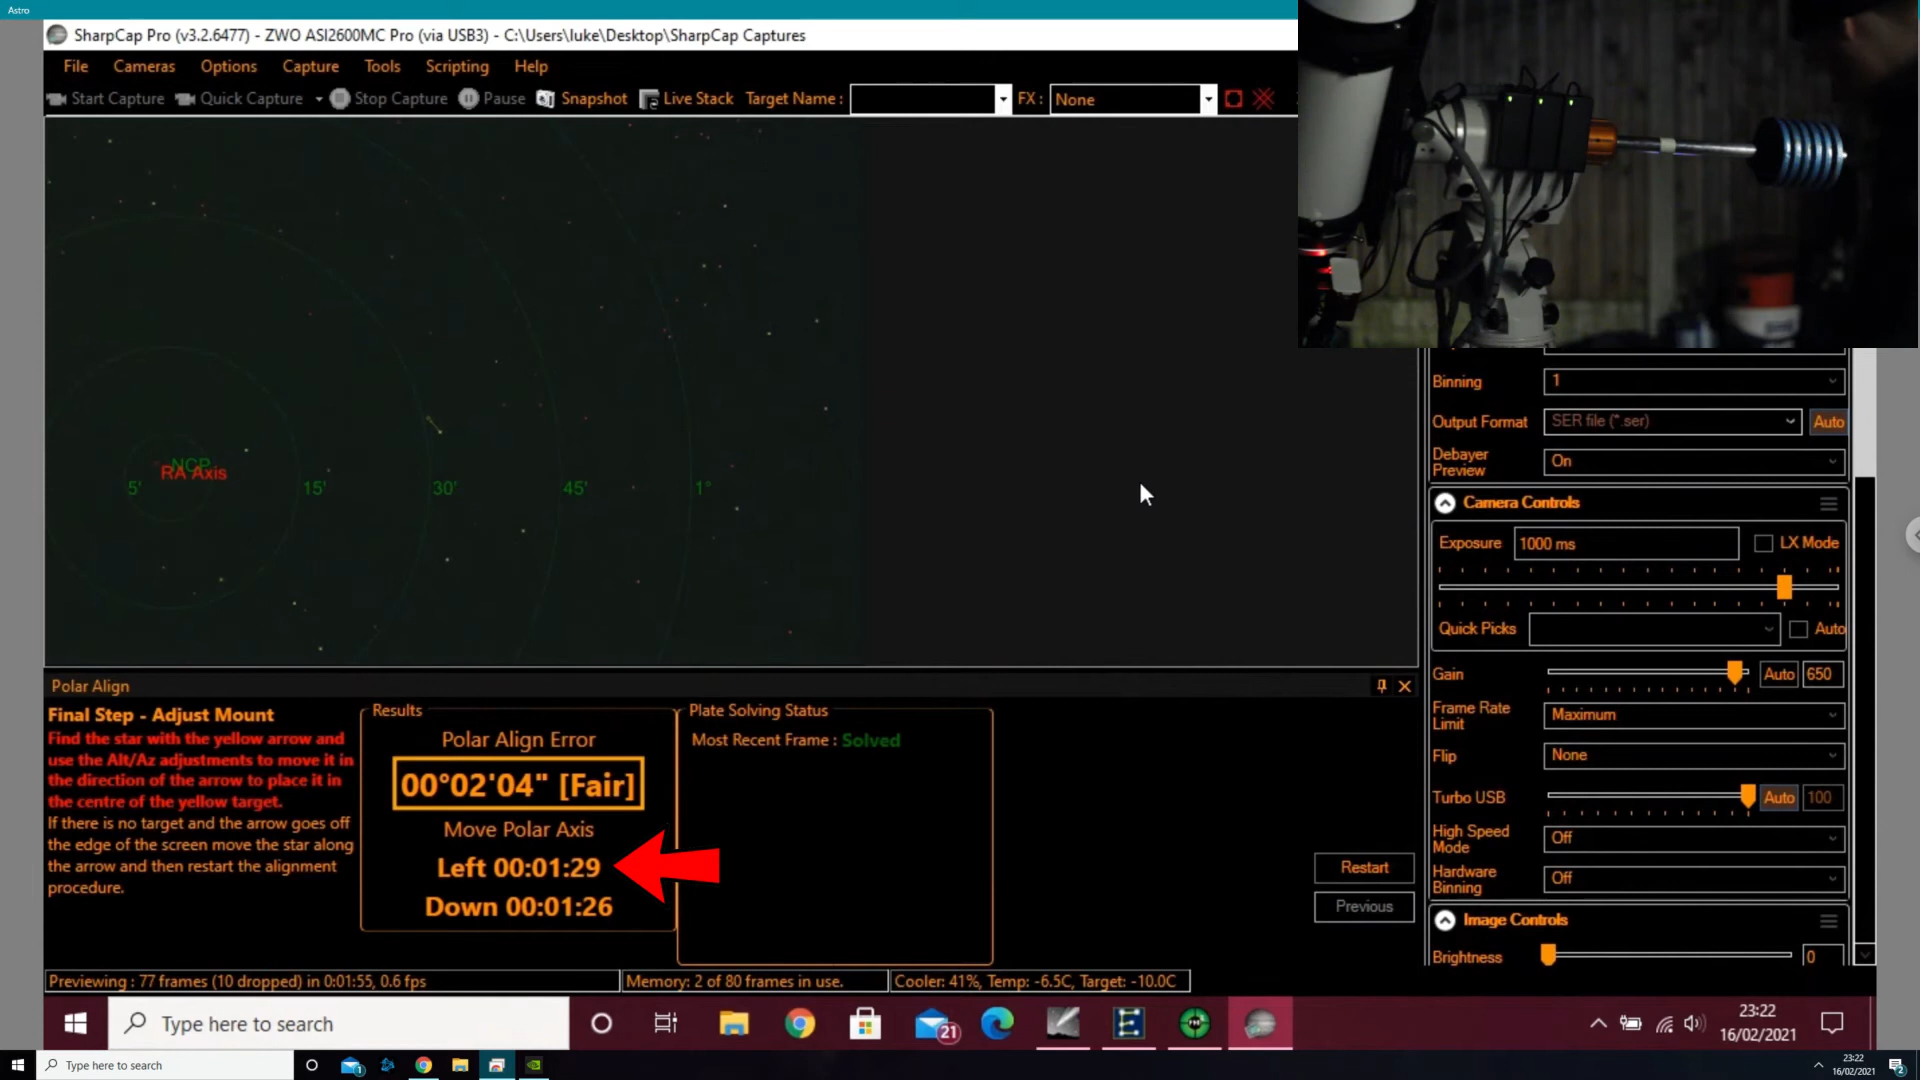 Astro
SharpCap Pro (v3.2.6477) - ZWO ASI2600MC Pro (via USB3) - C:\Users\luke\Desktop\SharpCap Captures
File Cameras Options Capture Tools Scripting Help
Start Capture Quick Capture Stop Capture Pause Snapshot Live Stack Target Name : FX : None
NCP
RA Axis
5' 15' 30' 45' 1°
Binning 1
Output Format SER file (*.ser) Auto
Debayer Preview On
Camera Controls
Exposure 1000 ms LX Mode
Quick Picks Auto
Gain Auto 650
Frame Rate Limit Maximum
Flip None
Turbo USB Auto 100
High Speed Mode Off
Hardware Binning Off
Image Controls
Brightness 0
Polar Align
Final Step - Adjust Mount
Find the star with the yellow arrow and
use the Alt/Az adjustments to move it in
the direction of the arrow to place it in
the centre of the yellow target.
If there is no target and the arrow goes off
the edge of the screen move the star along
the arrow and then restart the alignment
procedure.
Results
Polar Align Error
00°02'04" [Fair]
Move Polar Axis
Left 00:01:29
Down 00:01:26
Plate Solving Status
Most Recent Frame : Solved
Restart
Previous
Previewing : 77 frames (10 dropped) in 0:01:55, 0.6 fps
Memory: 2 of 80 frames in use.
Cooler: 41%, Temp: -6.5C, Target: -10.0C
Type here to search
21
23:22
16/02/2021
Type here to search
1
23:22
16/02/2021
2